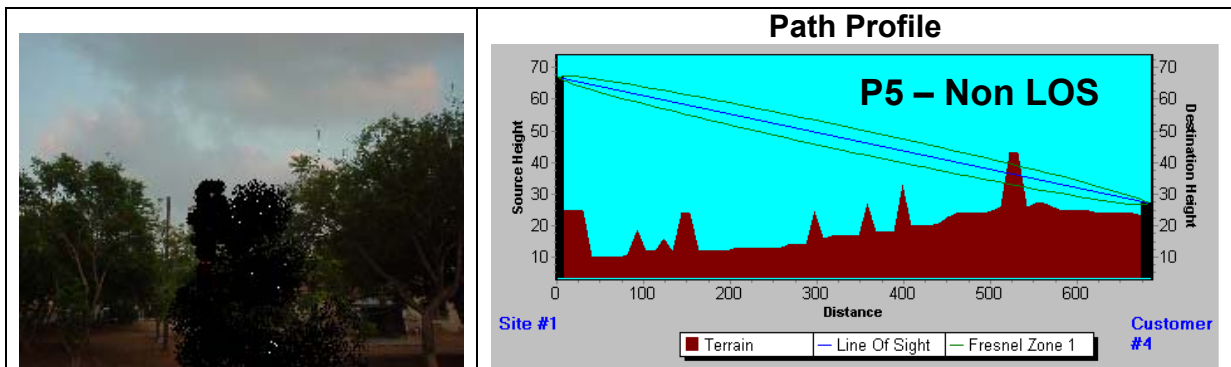 Path Profile
P5 – Non LOS
Source Height
70
60
50
40
30
20
10
70
60
50
40
30
20
10
Destination Height
0
100
200
300
400
500
600
Distance
Site #1
Customer #4
Terrain
Line Of Sight
Fresnel Zone 1